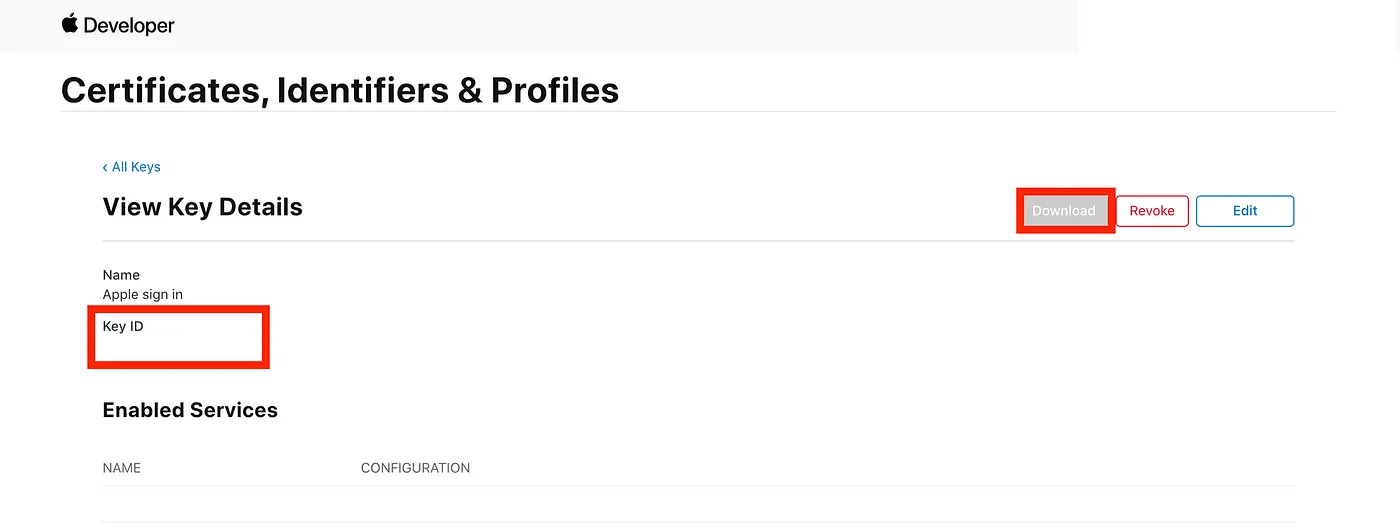 Developer
Certificates, Identifiers & Profiles
‹ All Keys
View Key Details
Download
Revoke
Edit
Name
Apple sign in
Key ID
Enabled Services
NAME
CONFIGURATION